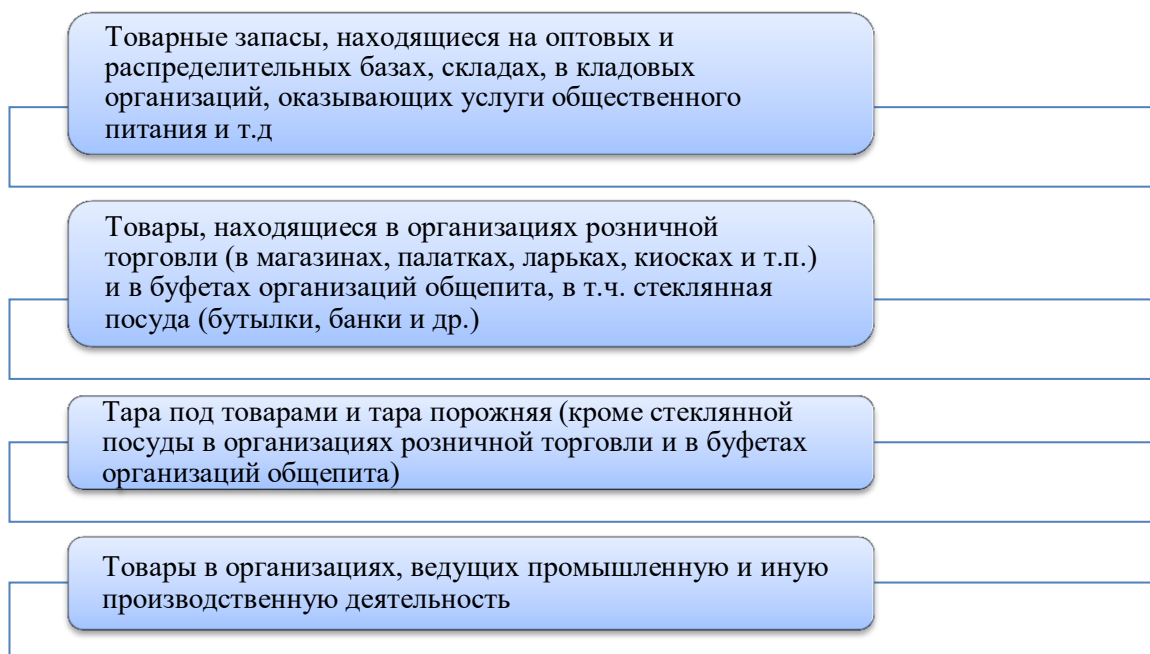 Товарные запасы, находящиеся на оптовых и
распределительных базах, складах, в кладовых
организаций, оказывающих услуги общественного
питания и т.д
Товары, находящиеся в организациях розничной
торговли (в магазинах, палатках, ларьках, киосках и т.п.)
и в буфетах организаций общепита, в т.ч. стеклянная
посуда (бутылки, банки и др.)
Тара под товарами и тара порожняя (кроме стеклянной
посуды в организациях розничной торговли и в буфетах
организаций общепита)
Товары в организациях, ведущих промышленную и иную
производственную деятельность